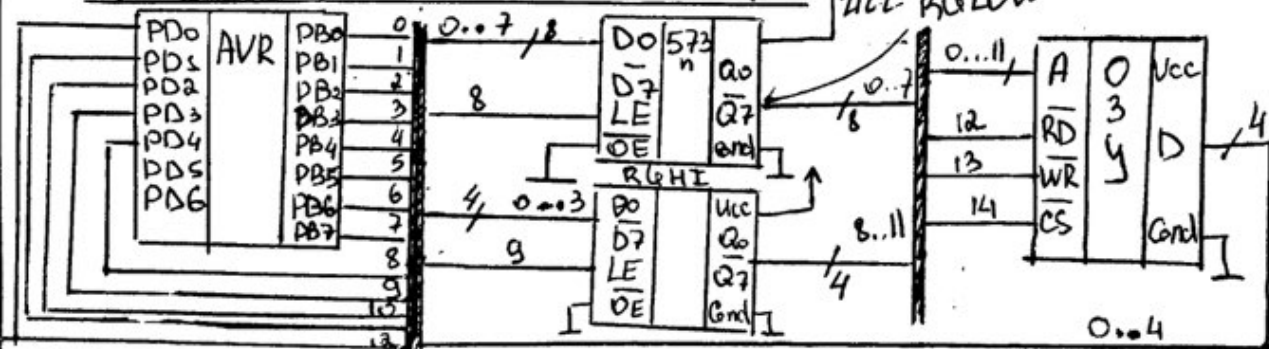 PD0
PD1
PD2
PD3
PD4
PD5
PD6
AVR
PB0
PB1
PB2
PB3
PB4
PB5
PB6
PB7
0
1
2
3
4
5
6
7
8
9
13
0...7 8
8
D0
D7
LE
OE
573
n
Q0
Q7
Gnd
Ucc
0..7
8
RGHI
4 0...3
9
D0
D7
LE
OE
Ucc
Q0
Q7
Gnd
8..11
4
0...11
12
13
14
A
RD
WR
CS
О
З
У
Ucc
D
Gnd
4
0...4